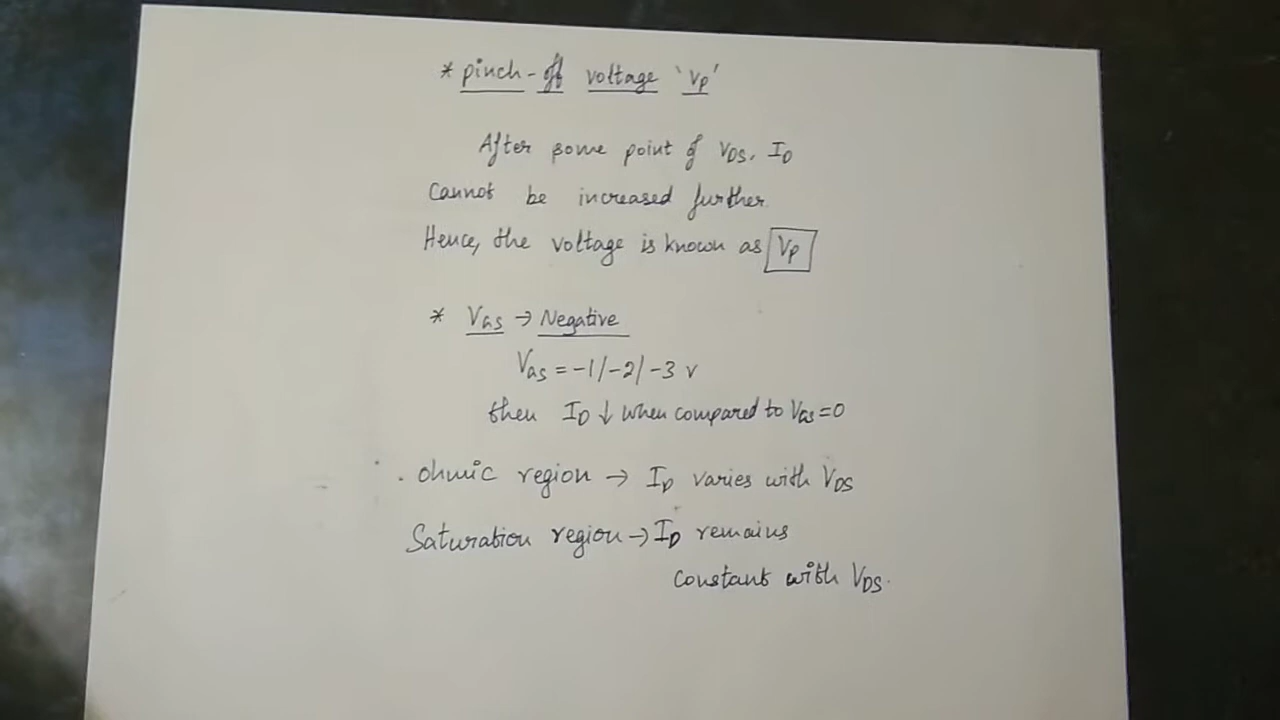 * pinch-off voltage 'Vp'
After some point of VDS, ID
Cannot be increased further.
Hence, the voltage is known as Vp
* VGS → Negative
VGS = -1/-2/-3 v
then ID ↓ when compared to VGS=0
. ohmic region → ID varies with VDS
Saturation region → ID remains
constant with VDS.